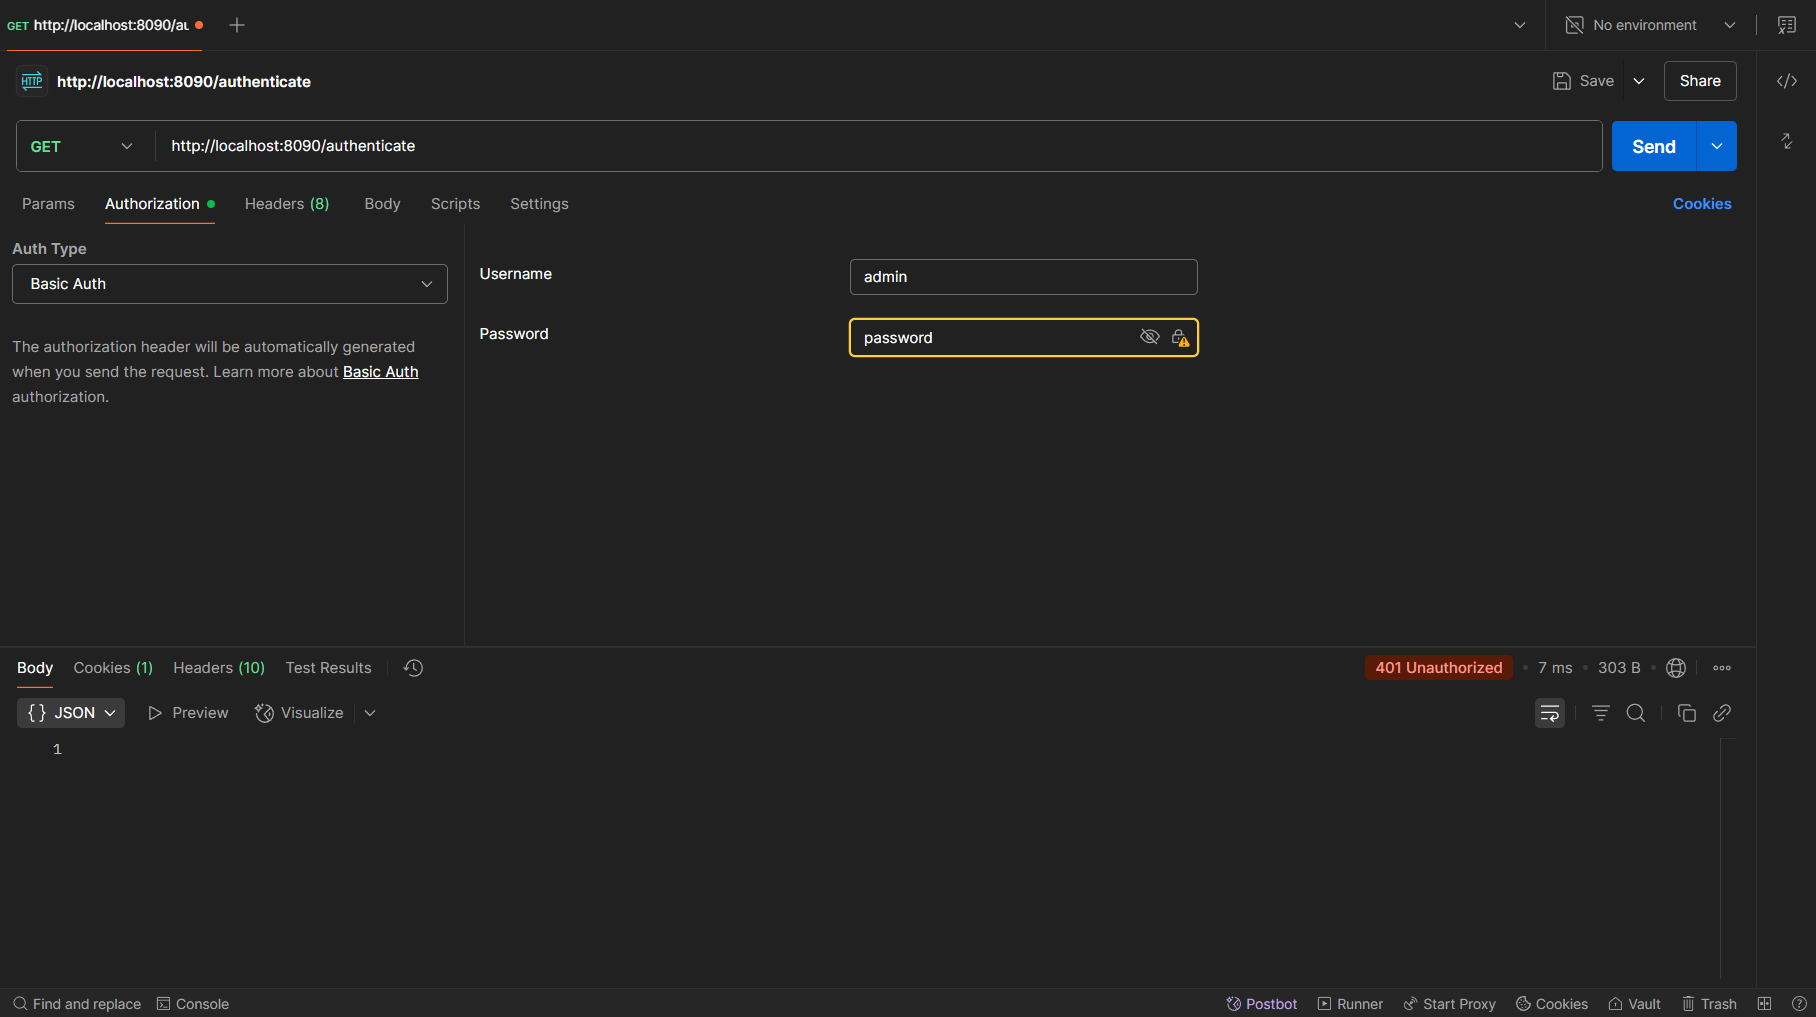 GET http://localhost:8090/au
No environment
HTTP http://localhost:8090/authenticate
Save
Share
GET http://localhost:8090/authenticate
Send
Params Authorization Headers (8) Body Scripts Settings
Cookies
Auth Type
Basic Auth
The authorization header will be automatically generated
when you send the request. Learn more about Basic Auth
authorization.
Username
admin
Password
password
Body Cookies (1) Headers (10) Test Results
401 Unauthorized • 7 ms • 303 B •
{} JSON Preview Visualize
1
Find and replace Console
Postbot Runner Start Proxy Cookies Vault Trash